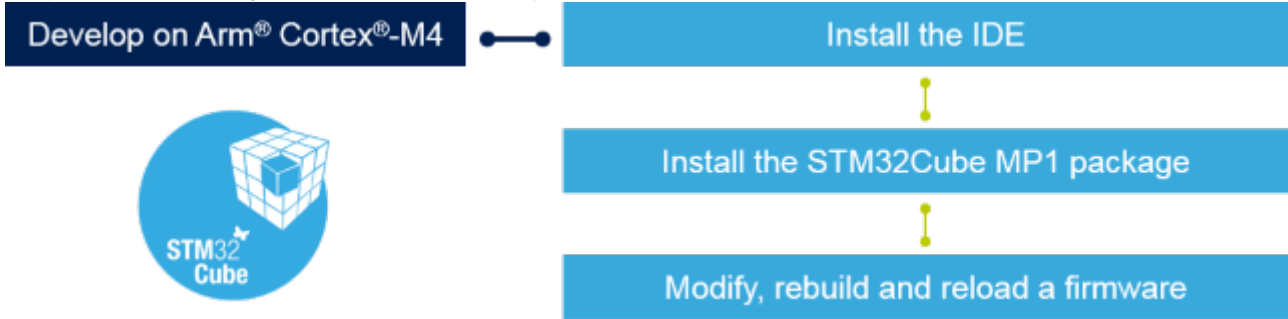 Develop on Arm® Cortex®-M4
Install the IDE
Install the STM32Cube MP1 package
STM32
Cube
Modify, rebuild and reload a firmware